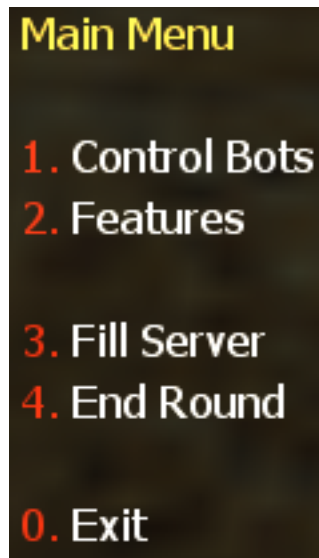 Main Menu
1. Control Bots
2. Features
3. Fill Server
4. End Round
0. Exit